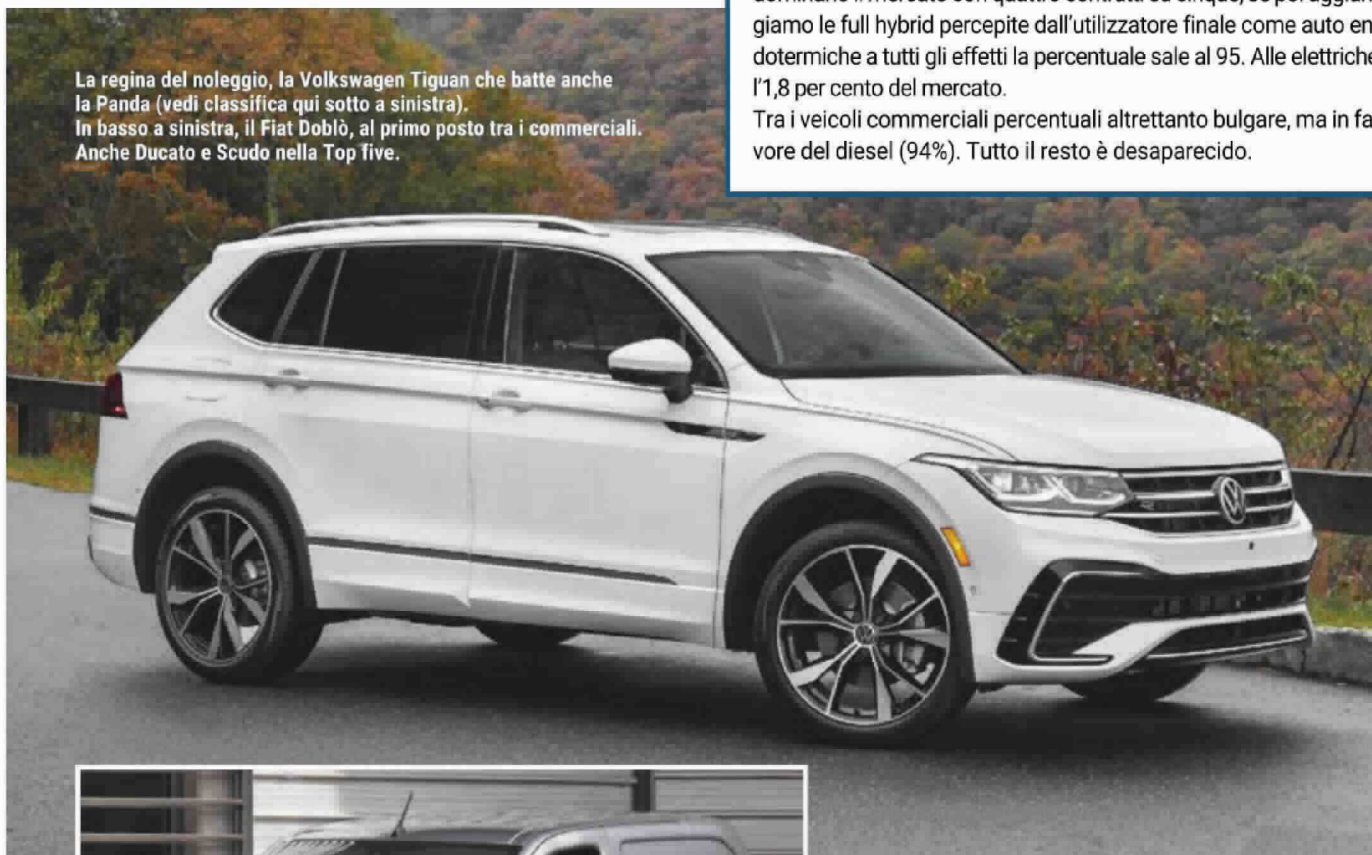 giamo le full hybrid percepite dall'utilizzatore finale come auto en
dotermiche a tutti gli effetti la percentuale sale al 95. Alle elettriche
l'1,8 per cento del mercato.
Tra i veicoli commerciali percentuali altrettanto bulgare, ma in fa
vore del diesel (94%). Tutto il resto è desaparecido.
La regina del noleggio, la Volkswagen Tiguan che batte anche
la Panda (vedi classifica qui sotto a sinistra).
In basso a sinistra, il Fiat Doblò, al primo posto tra i commerciali.
Anche Ducato e Scudo nella Top five.